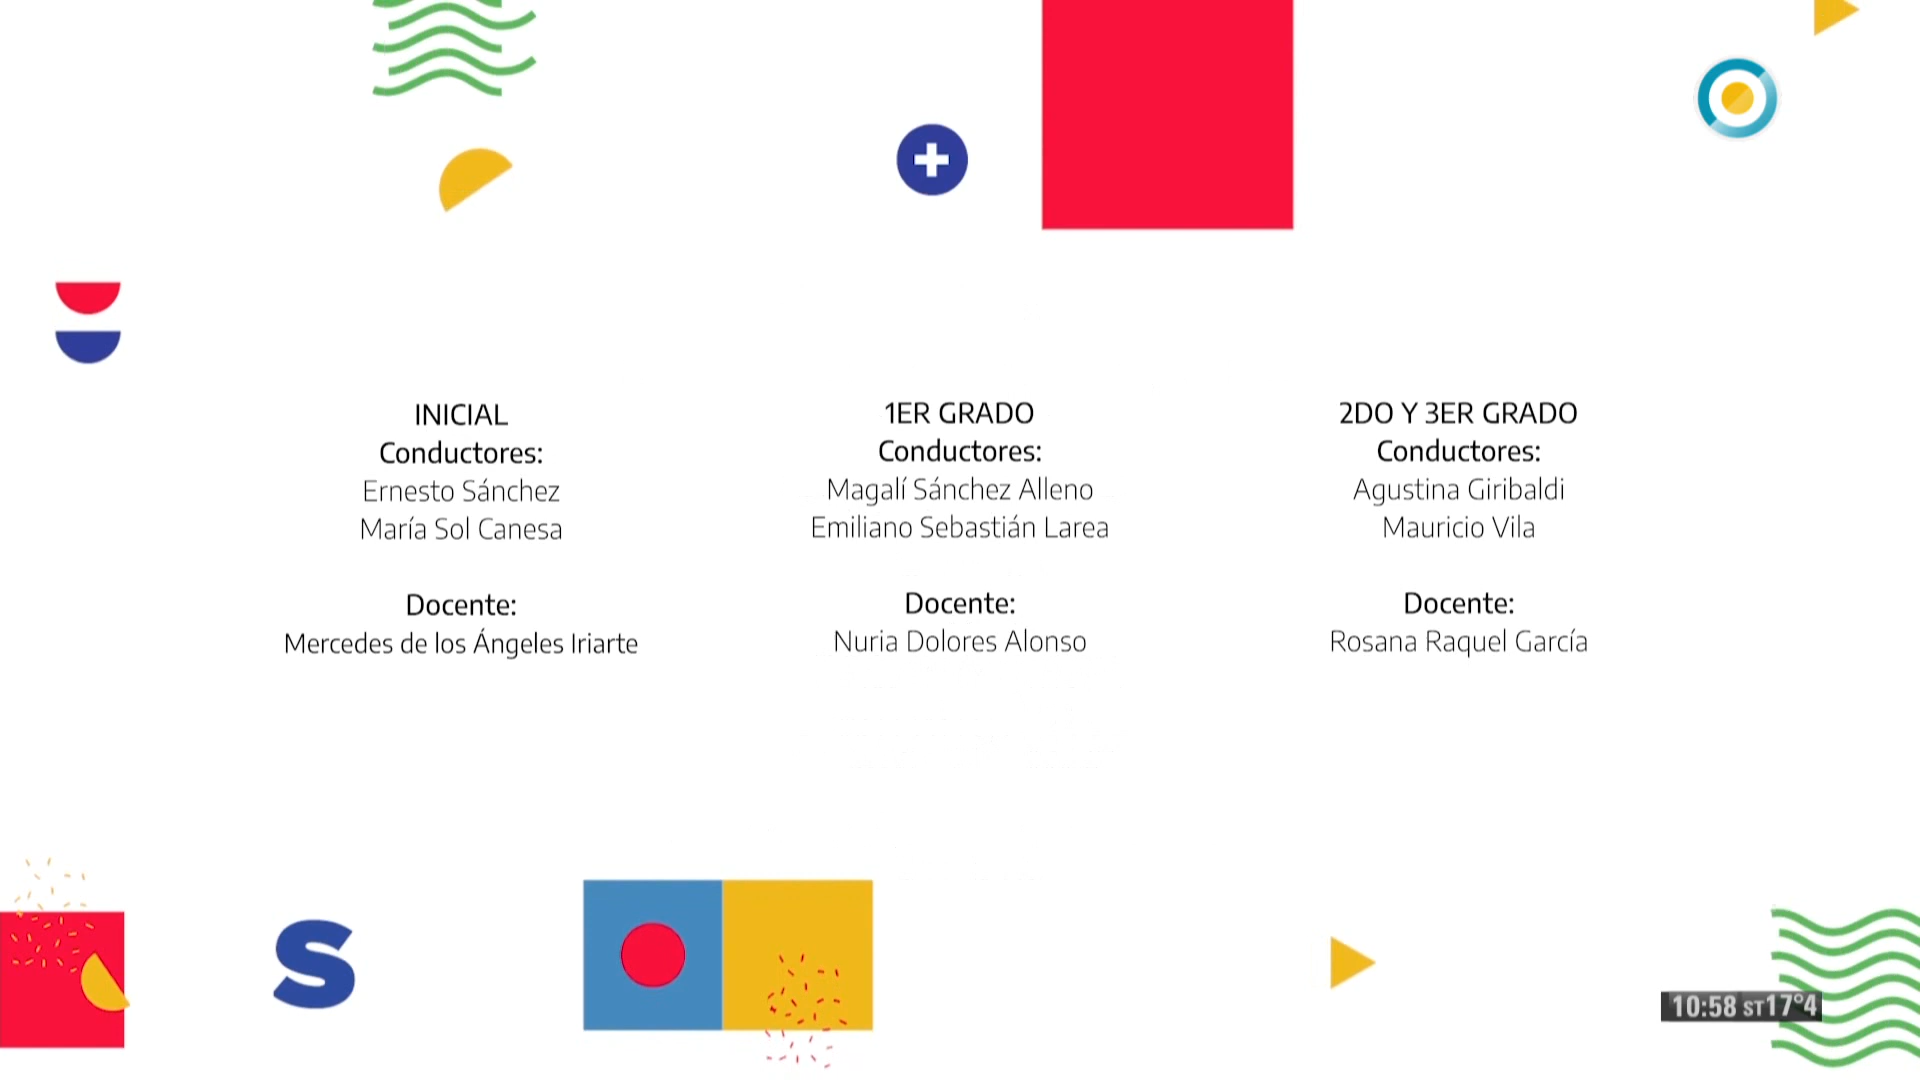 INICIAL
Conductores:
Ernesto Sánchez
María Sol Canesa
Docente:
Mercedes de los Ángeles Iriarte
1ER GRADO
Conductores:
Magalí Sánchez Alleno
Emiliano Sebastián Larea
Docente:
Nuria Dolores Alonso
2DO Y 3ER GRADO
Conductores:
Agustina Giribaldi
Mauricio Vila
Docente:
Rosana Raquel García
S
10:58 ST17°4